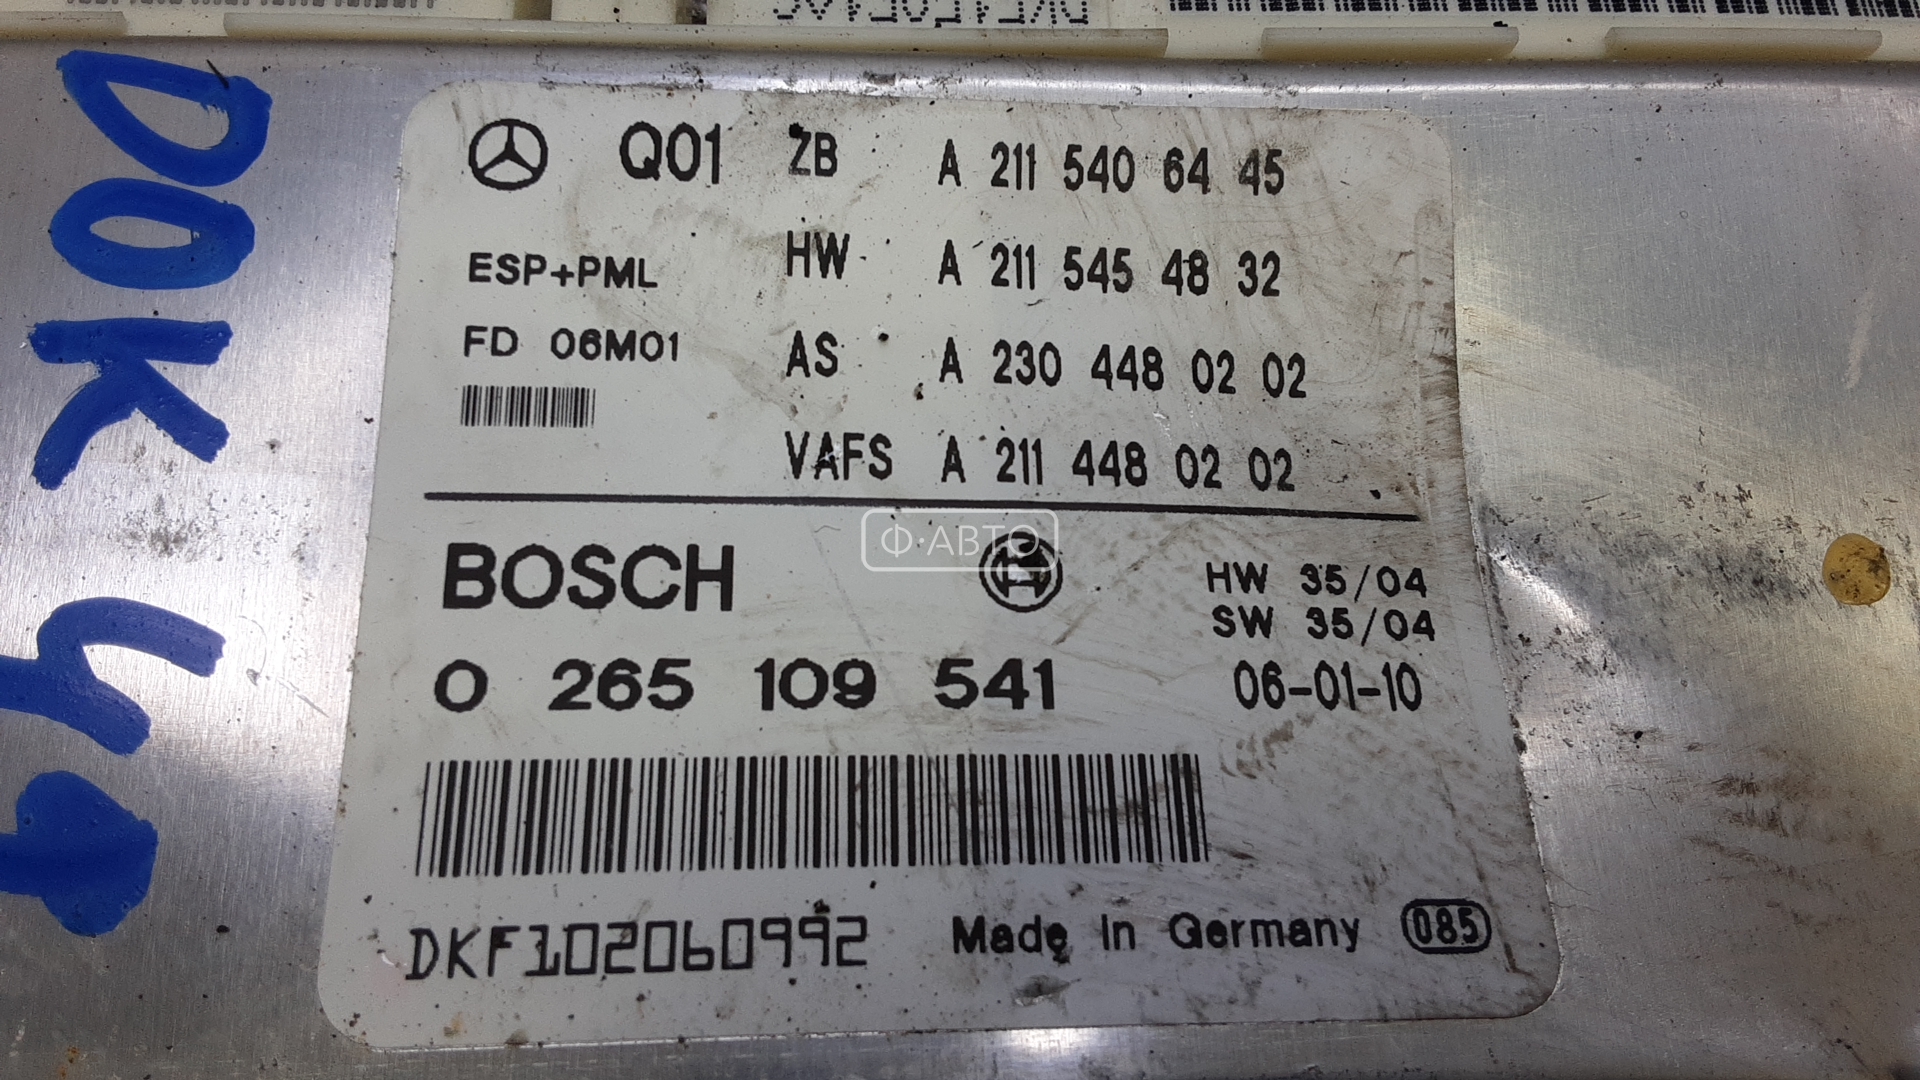 Q01 ZB A 211 540 64 45
ESP+PML HW A 211 545 48 32
FD 06M01 AS A 230 448 02 02
VAFS A 211 448 02 02
Ф·АВТО
BOSCH HW 35/04
SW 35/04
0 265 109 541 06-01-10
DKF102060992 Made in Germany 085
DOK 49